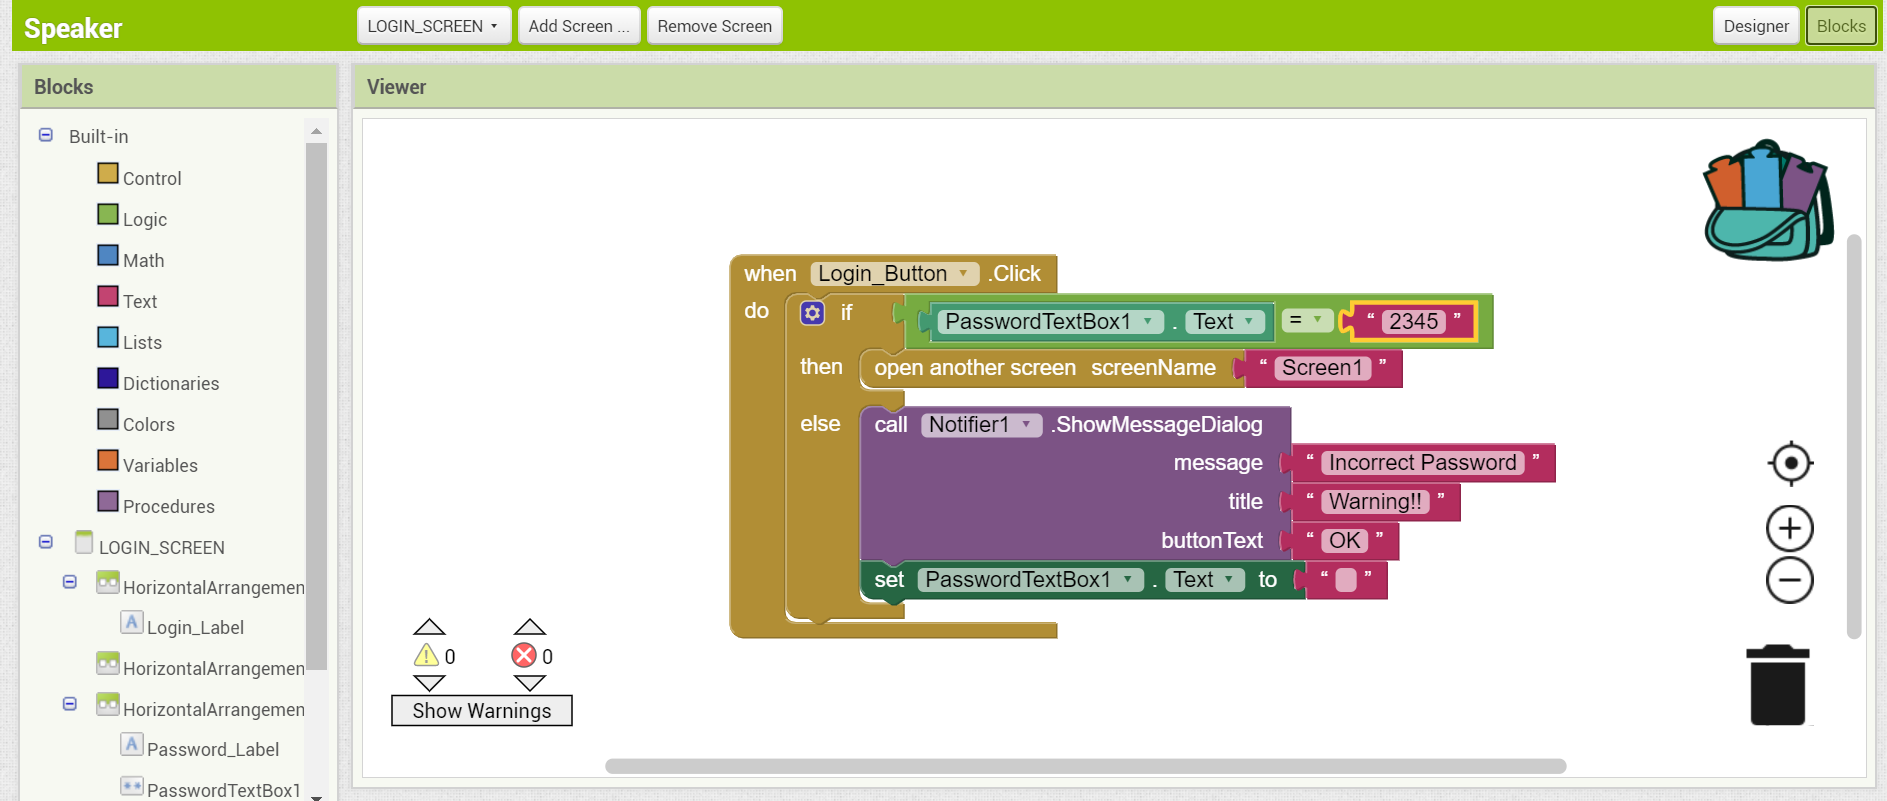 Speaker
LOGIN_SCREEN
Add Screen ...
Remove Screen
Designer
Blocks
Blocks
Built-in
Control
Logic
Math
Text
Lists
Dictionaries
Colors
Variables
Procedures
LOGIN_SCREEN
HorizontalArrangemen
Login_Label
HorizontalArrangemen
HorizontalArrangemen
Password_Label
PasswordTextBox1
Viewer
when Login_Button .Click
do if PasswordTextBox1 . Text = “ 2345 ”
then open another screen screenName “ Screen1 ”
else call Notifier1 .ShowMessageDialog
message “ Incorrect Password ”
title “ Warning!! ”
buttonText “ OK ”
set PasswordTextBox1 . Text to “ ”
0 0
Show Warnings